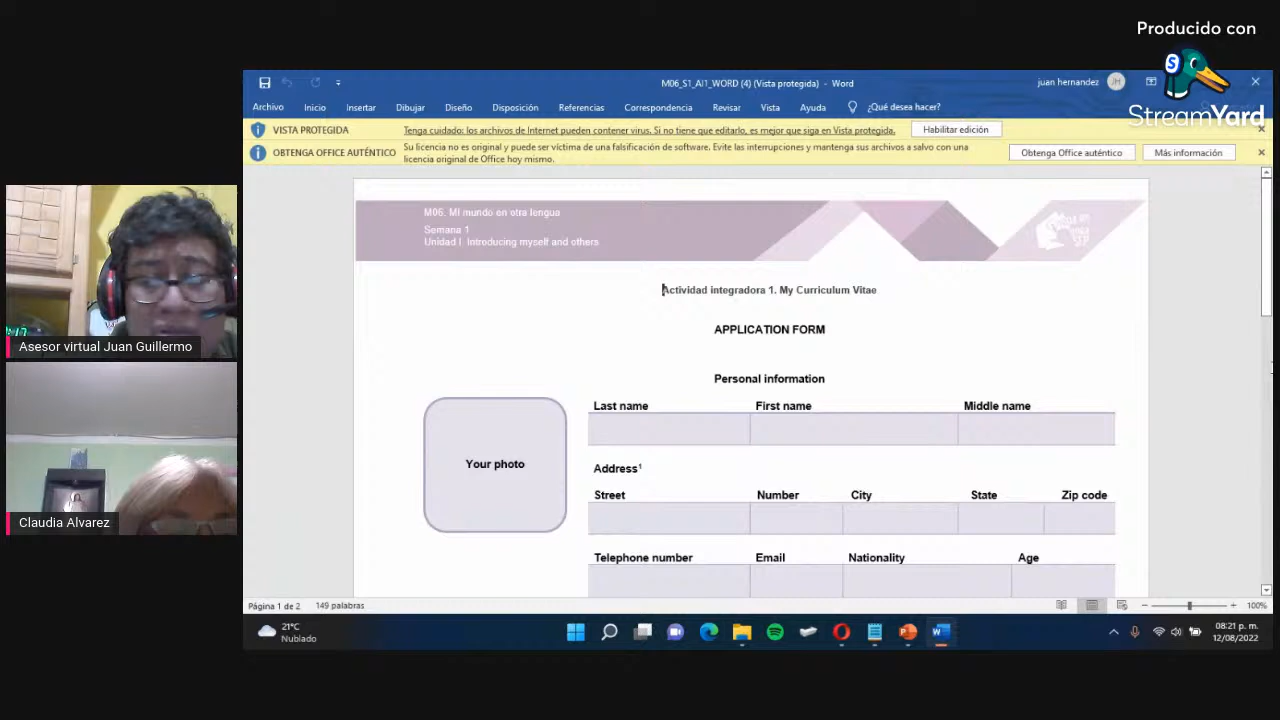 Producido con
StreamYard
M06_S1_AI1_WORD (4) (Vista protegida) - Word
juan hernandez
JH
Archivo
Inicio
Insertar
Dibujar
Diseño
Disposición
Referencias
Correspondencia
Revisar
Vista
Ayuda
¿Qué desea hacer?
VISTA PROTEGIDA
Tenga cuidado: los archivos de Internet pueden contener virus. Si no tiene que editarlo, es mejor que siga en Vista protegida.
Habilitar edición
OBTENGA OFFICE AUTÉNTICO
Su licencia no es original y puede ser víctima de una falsificación de software. Evite las interrupciones y mantenga sus archivos a salvo con una
licencia original de Office hoy mismo.
Obtenga Office auténtico
Más información
M06. Mi mundo en otra lengua
Semana 1
Unidad I. Introducing myself and others
Actividad integradora 1. My Curriculum Vitae
APPLICATION FORM
Personal information
Your photo
Last name
First name
Middle name
Address¹
Street
Number
City
State
Zip code
Telephone number
Email
Nationality
Age
Asesor virtual Juan Guillermo
Claudia Alvarez
Página 1 de 2
149 palabras
100%
21°C
Nublado
08:21 p. m.
12/08/2022